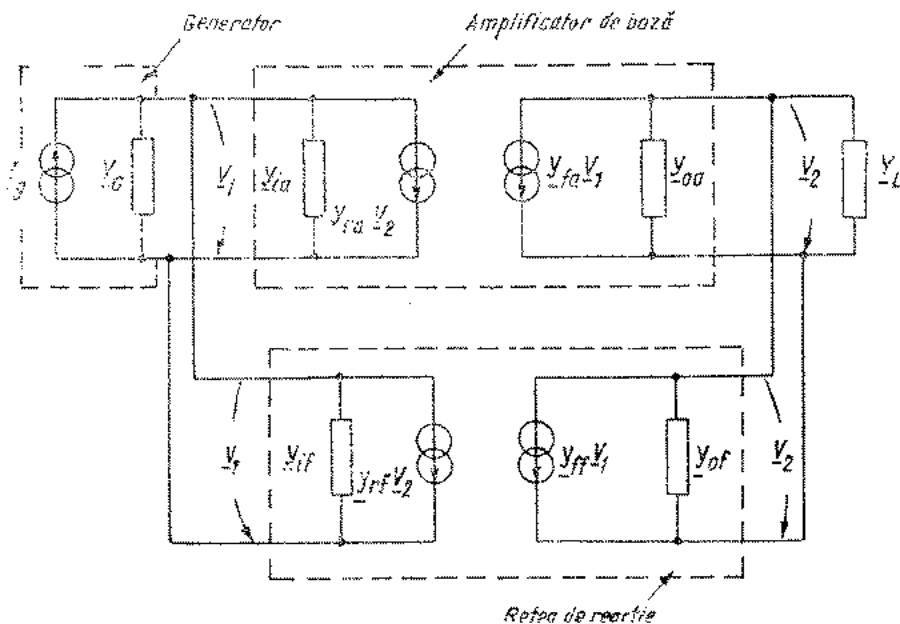 Generator
Amplificator de bază
i_g
Y_G
V_1
y_ia
y_ra V_2
y_fa V_1
y_oa
V_2
Y_L
V_1
y_if
y_rf V_2
y_ff V_1
y_of
V_2
Rețea de reacție